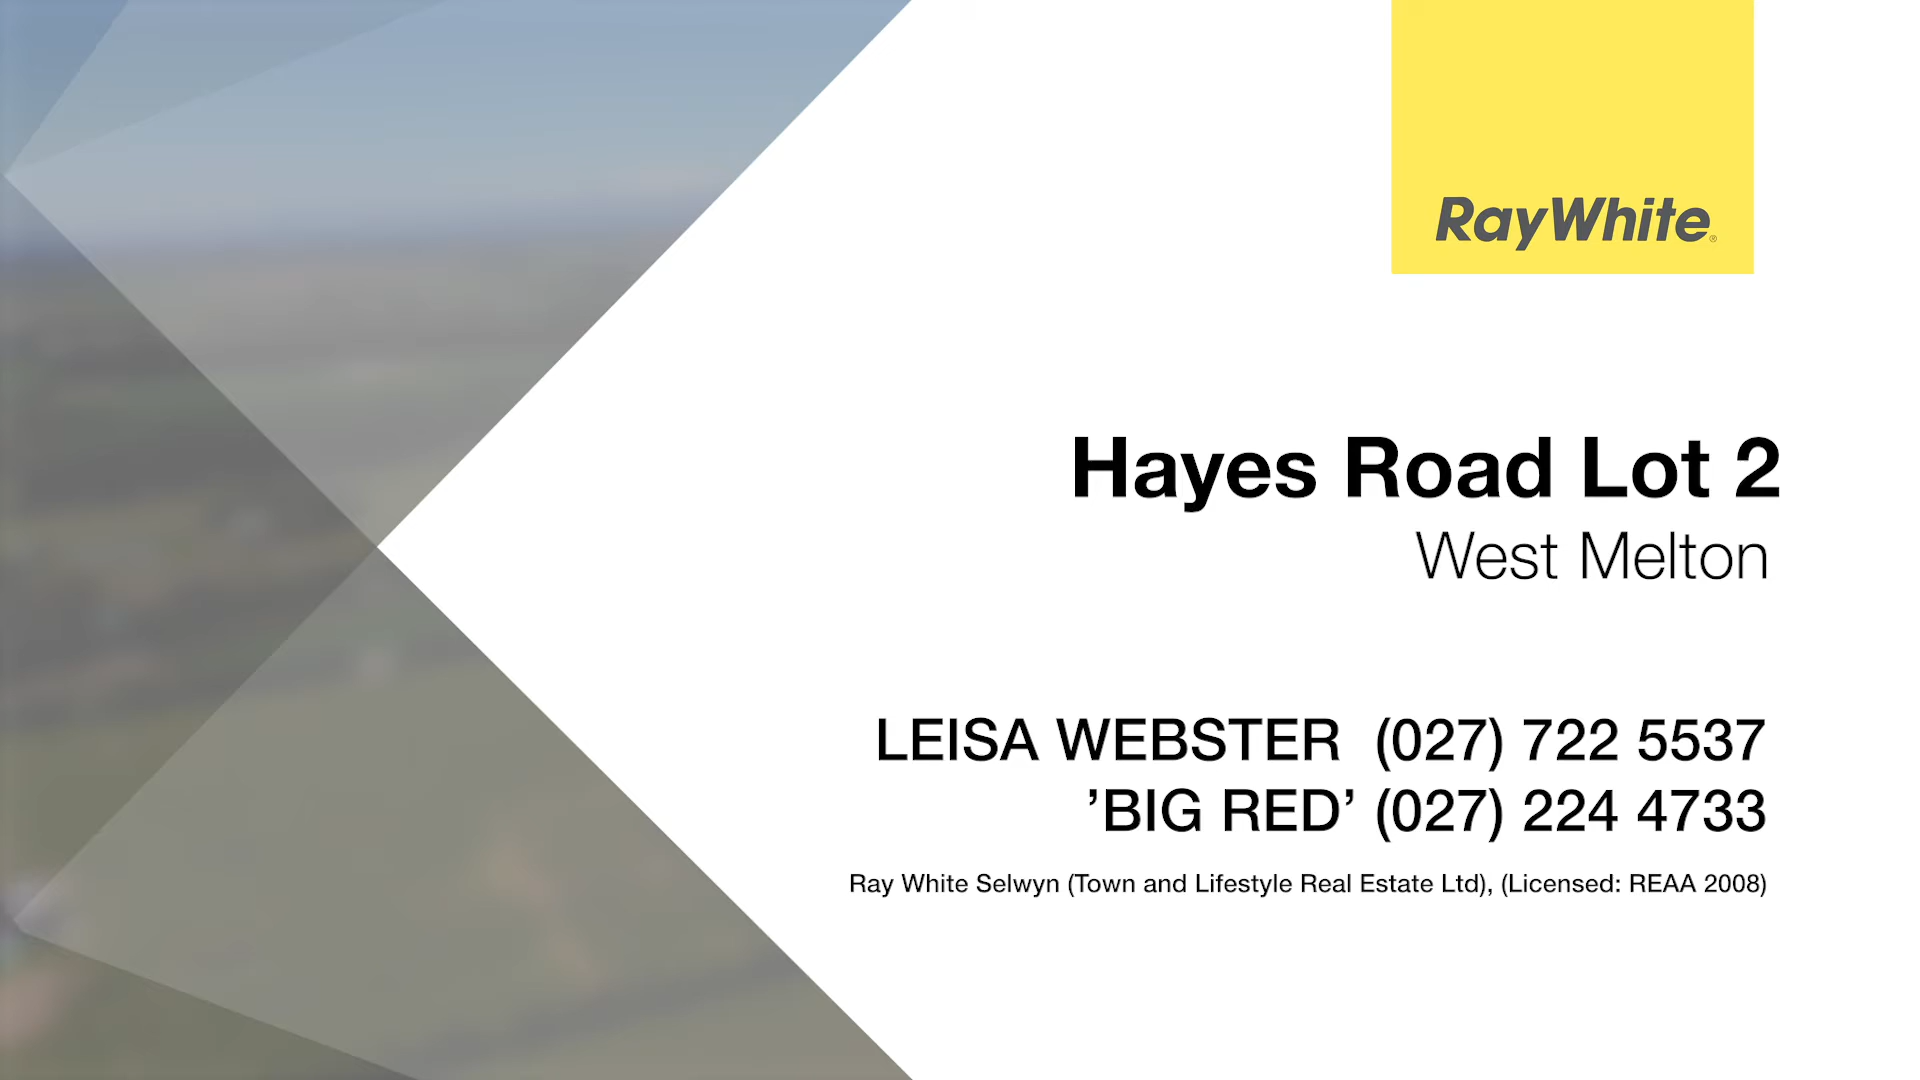 RayWhite®
Hayes Road Lot 2
West Melton
LEISA WEBSTER (027) 722 5537
’BIG RED’ (027) 224 4733
Ray White Selwyn (Town and Lifestyle Real Estate Ltd), (Licensed: REAA 2008)